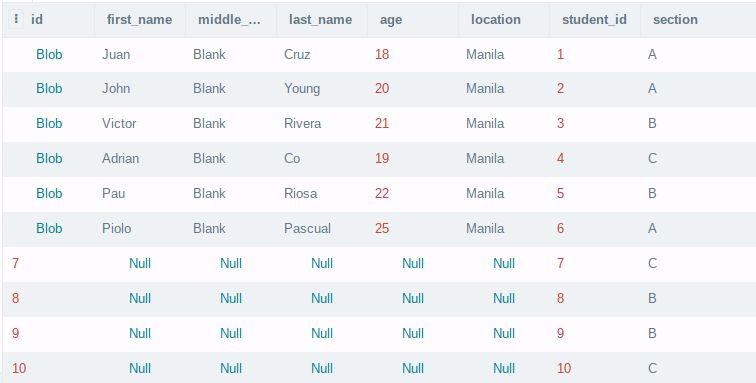 id first_name middle_... last_name age location student_id section
Blob Juan Blank Cruz 18 Manila 1 A
Blob John Blank Young 20 Manila 2 A
Blob Victor Blank Rivera 21 Manila 3 B
Blob Adrian Blank Co 19 Manila 4 C
Blob Pau Blank Riosa 22 Manila 5 B
Blob Piolo Blank Pascual 25 Manila 6 A
7 Null Null Null Null Null 7 C
8 Null Null Null Null Null 8 B
9 Null Null Null Null Null 9 B
10 Null Null Null Null Null 10 C